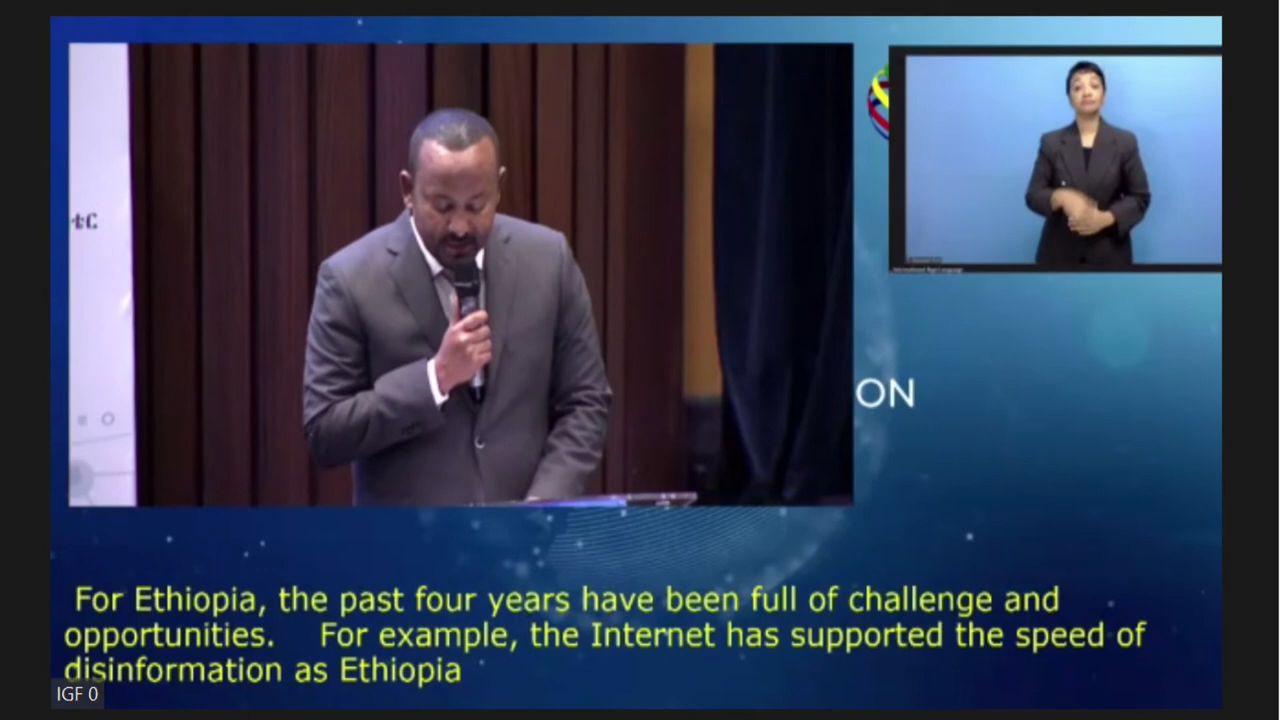 ቴር
ON
For Ethiopia, the past four years have been full of challenge and
opportunities. For example, the Internet has supported the speed of
disinformation as Ethiopia
IGF 0